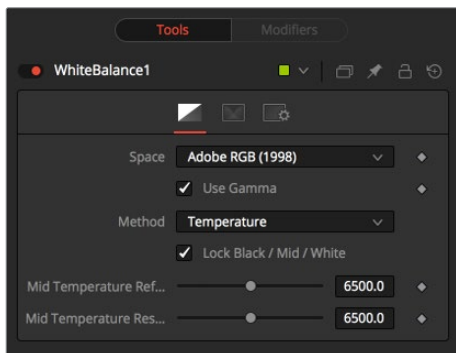 Tools
Modifiers
WhiteBalance1
Space
Adobe RGB (1998)
Use Gamma
Method
Temperature
Lock Black / Mid / White
Mid Temperature Ref...
6500.0
Mid Temperature Res...
6500.0